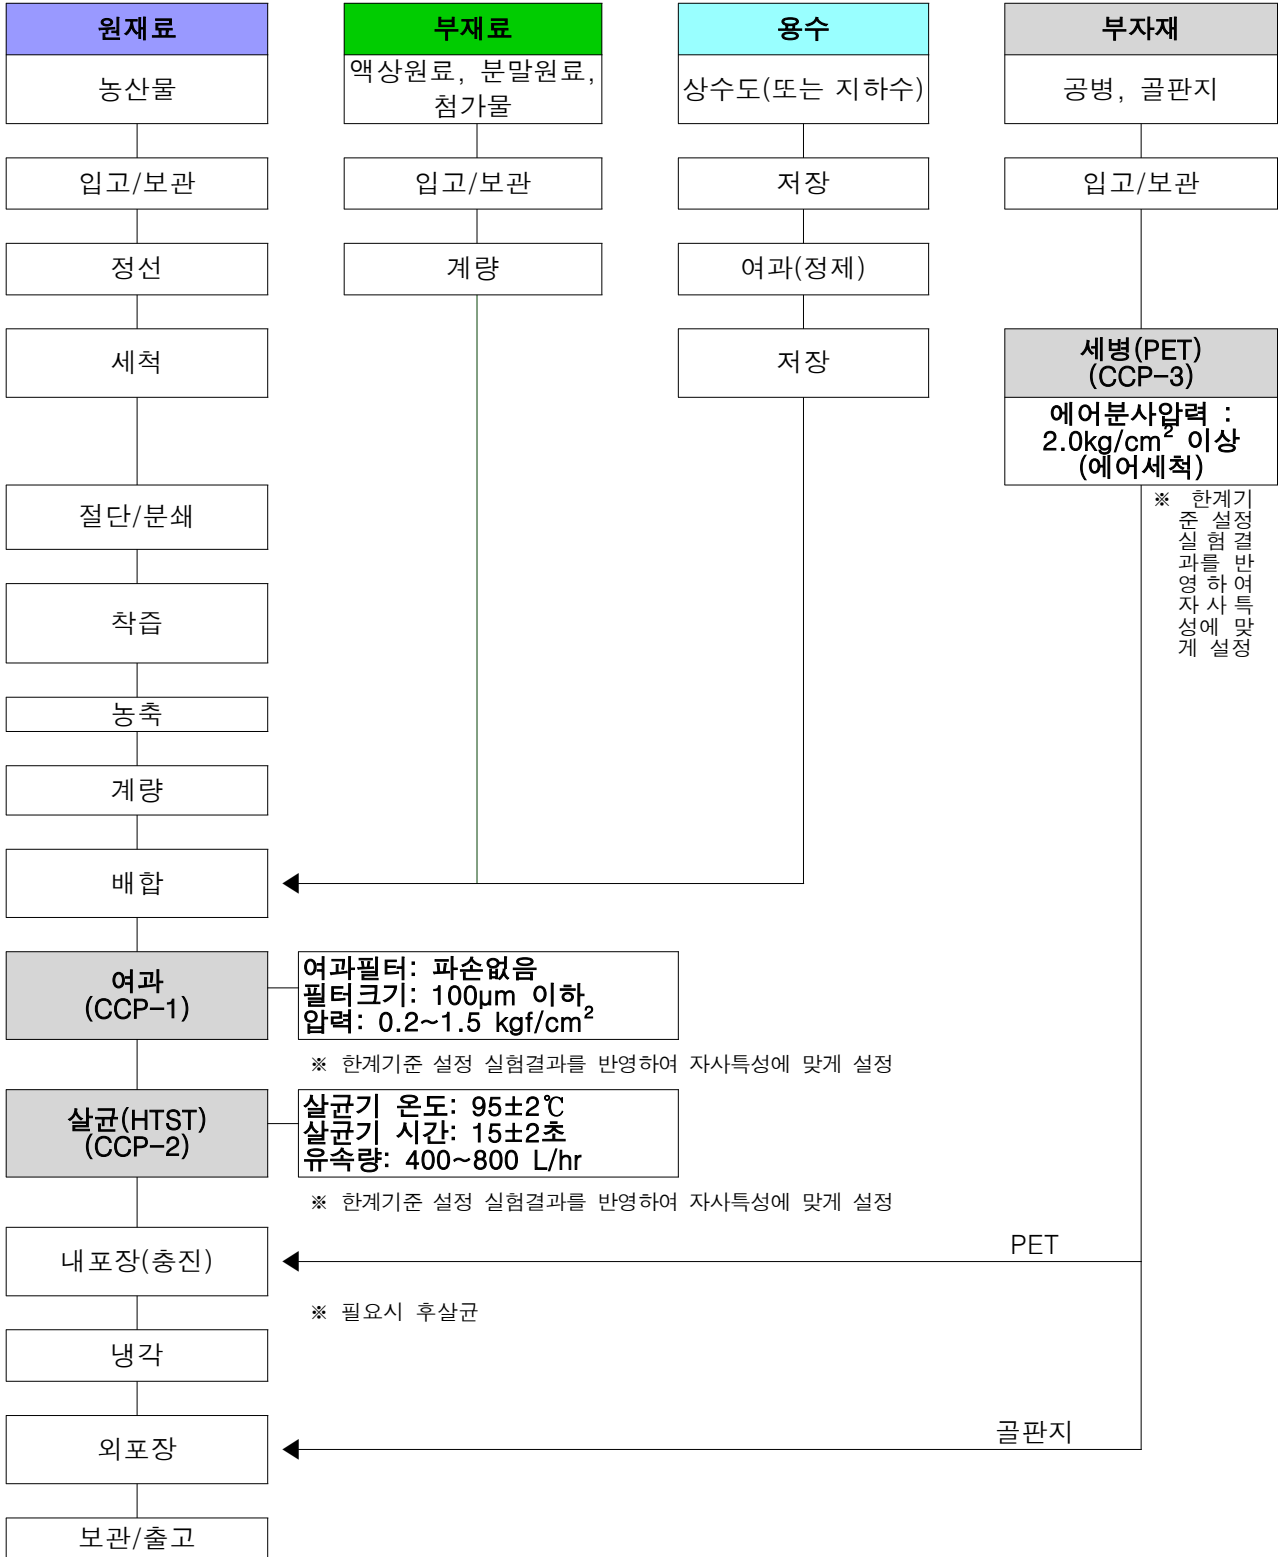 원재료
부재료
용수
부자재
농산물
액상원료, 분말원료,
첨가물
상수도(또는 지하수)
공병, 골판지
입고/보관
입고/보관
저장
입고/보관
정선
계량
여과(정제)
세척
저장
세병(PET)
(CCP-3)
에어분사압력 :
2.0kg/cm² 이상
(에어세척)
※ 한계기
준 설정
실험결
과를 반
영하여
자사특
성에 맞
게 설정
절단/분쇄
착즙
농축
계량
배합
여과
(CCP-1)
여과필터: 파손없음
필터크기: 100μm 이하
압력: 0.2~1.5 kgf/cm²
※ 한계기준 설정 실험결과를 반영하여 자사특성에 맞게 설정
살균(HTST)
(CCP-2)
살균기 온도: 95±2℃
살균기 시간: 15±2초
유속량: 400~800 L/hr
※ 한계기준 설정 실험결과를 반영하여 자사특성에 맞게 설정
내포장(충진)
PET
※ 필요시 후살균
냉각
외포장
골판지
보관/출고